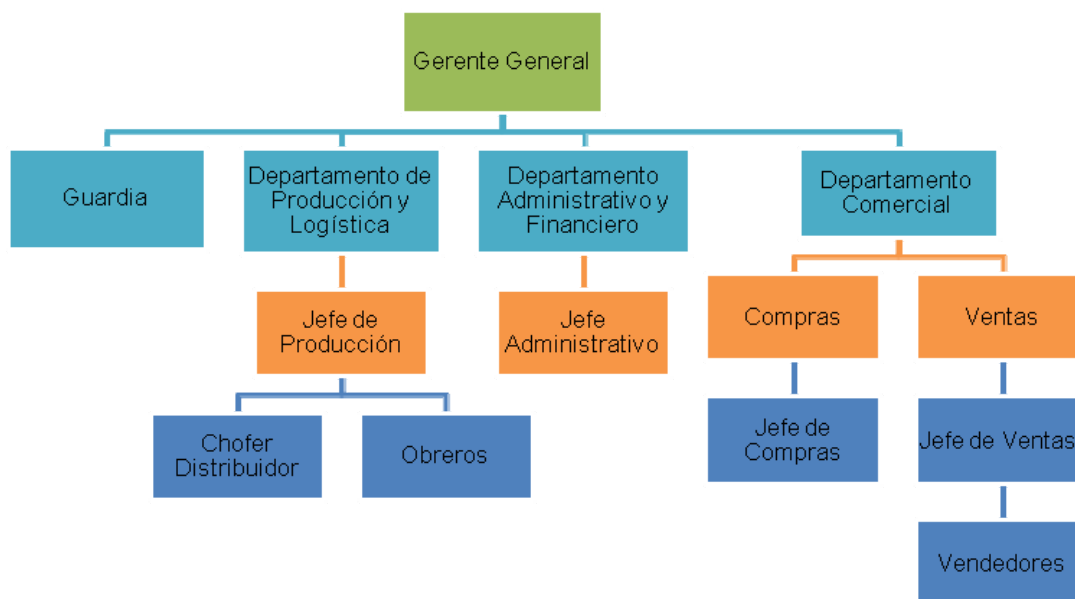 Gerente General
Guardia
Departamento de
Producción y
Logística
Departamento
Administrativo y
Financiero
Departamento
Comercial
Jefe de
Producción
Jefe
Administrativo
Compras
Ventas
Chofer
Distribuidor
Obreros
Jefe de
Compras
Jefe de Ventas
Vendedores